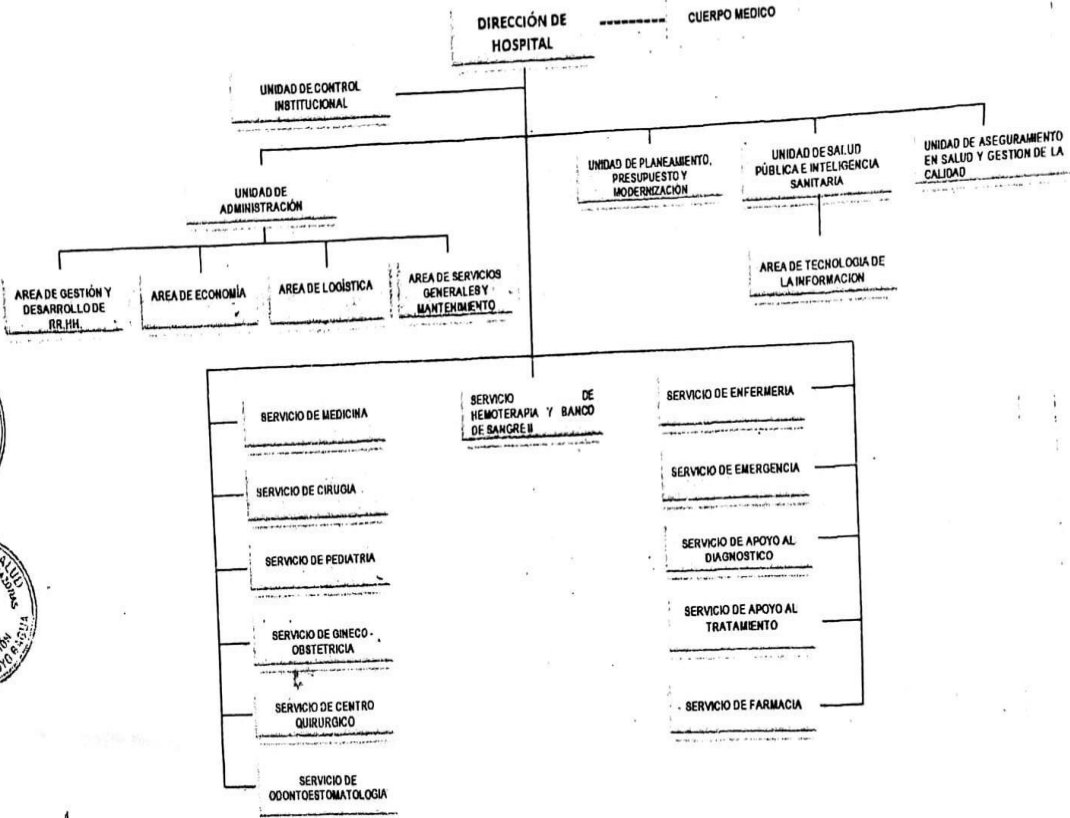 DIRECCIÓN DE
HOSPITAL
CUERPO MEDICO
UNIDAD DE CONTROL
INSTITUCIONAL
UNIDAD DE
ADMINISTRACIÓN
UNIDAD DE PLANEAMIENTO,
PRESUPUESTO Y
MODERNIZACIÓN
UNIDAD DE SALUD
PÚBLICA E INTELIGENCIA
SANITARIA
UNIDAD DE ASEGURAMIENTO
EN SALUD Y GESTION DE LA
CALIDAD
AREA DE GESTIÓN Y
DESARROLLO DE
RR.HH.
AREA DE ECONOMÍA
AREA DE LOGÍSTICA
AREA DE SERVICIOS
GENERALES Y
MANTENIMIENTO
AREA DE TECNOLOGIA DE
LA INFORMACION
SERVICIO DE MEDICINA
SERVICIO DE CIRUGIA
SERVICIO DE PEDIATRIA
SERVICIO DE GINECO -
OBSTETRICIA
SERVICIO DE CENTRO
QUIRURGICO
SERVICIO DE
ODONTOESTOMATOLOGIA
SERVICIO DE
HEMOTERAPIA Y BANCO
DE SANGRE II
SERVICIO DE ENFERMERIA
SERVICIO DE EMERGENCIA
SERVICIO DE APOYO AL
DIAGNOSTICO
SERVICIO DE APOYO AL
TRATAMIENTO
SERVICIO DE FARMACIA